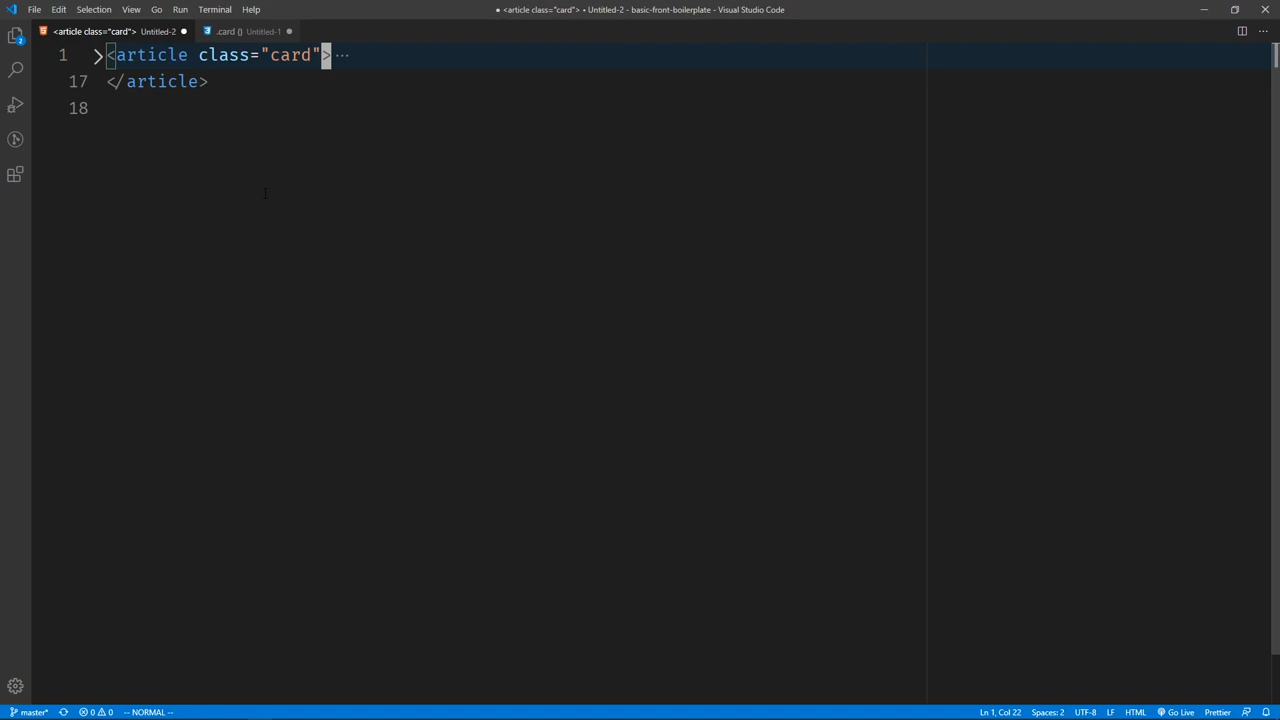 File Edit Selection View Go Run Terminal Help
● <article class="card"> • Untitled-2 - basic-front-boilerplate - Visual Studio Code
<article class="card"> Untitled-2
.card {} Untitled-1
2
1 <article class="card"> ···
17 </article>
18
master* 0 0 -- NORMAL -- Ln 1, Col 22 Spaces: 2 UTF-8 LF HTML Go Live Prettier